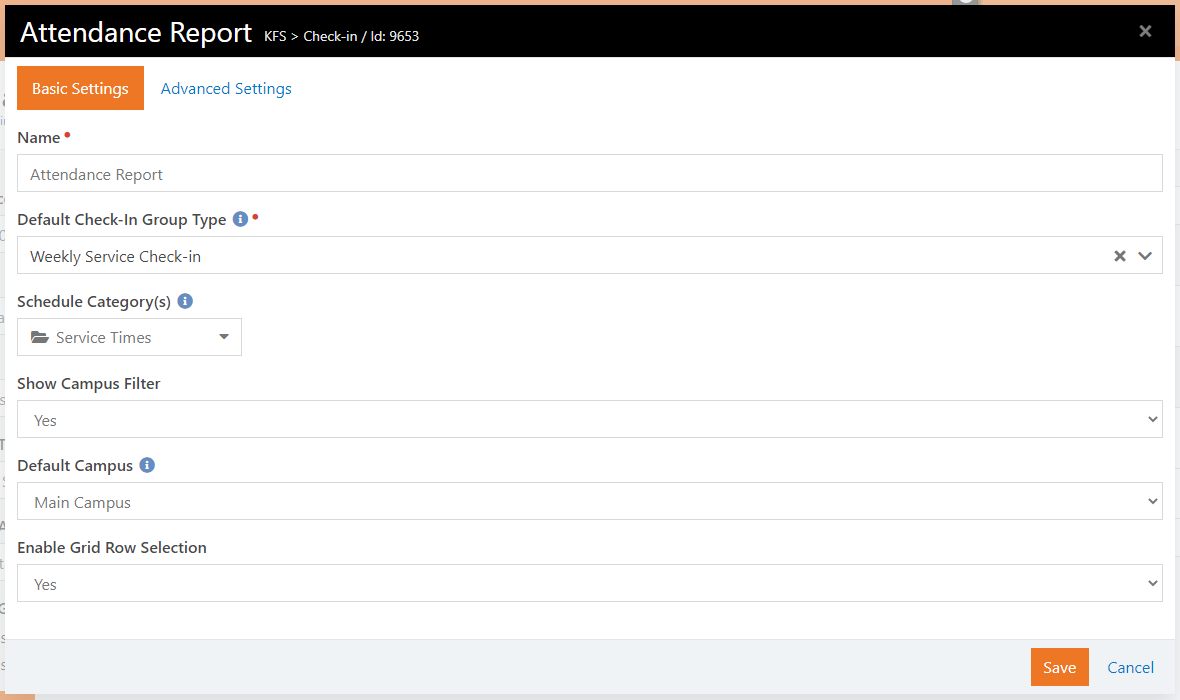 Attendance Report KFS > Check-in / Id: 9653
Basic Settings Advanced Settings
Name
Attendance Report
Default Check-In Group Type
Weekly Service Check-in
Schedule Category(s)
Service Times
Show Campus Filter
Yes
Default Campus
Main Campus
Enable Grid Row Selection
Yes
Save Cancel